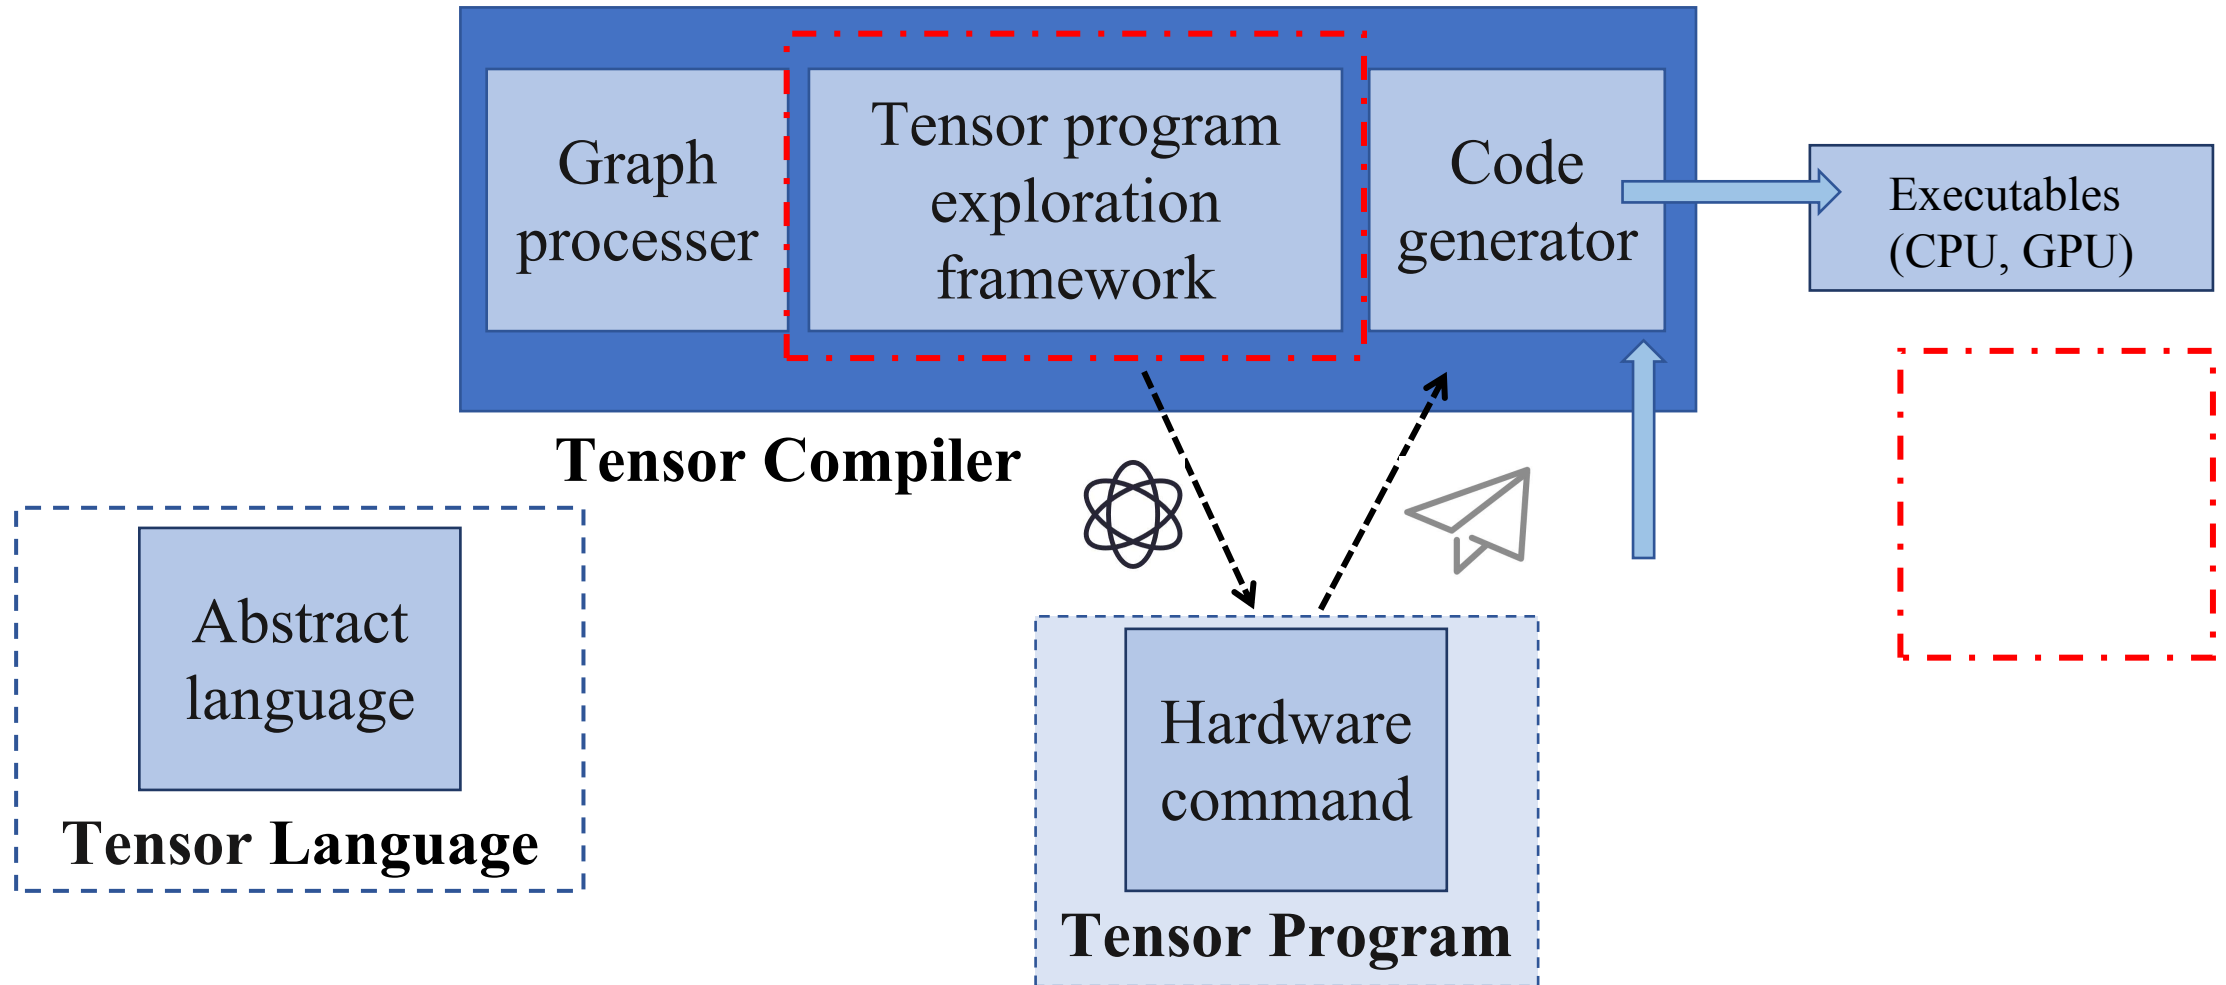 Graph
processer
Tensor program
exploration
framework
Code
generator
Executables
(CPU, GPU)
Tensor Compiler
Abstract
language
Tensor Language
Hardware
command
Tensor Program